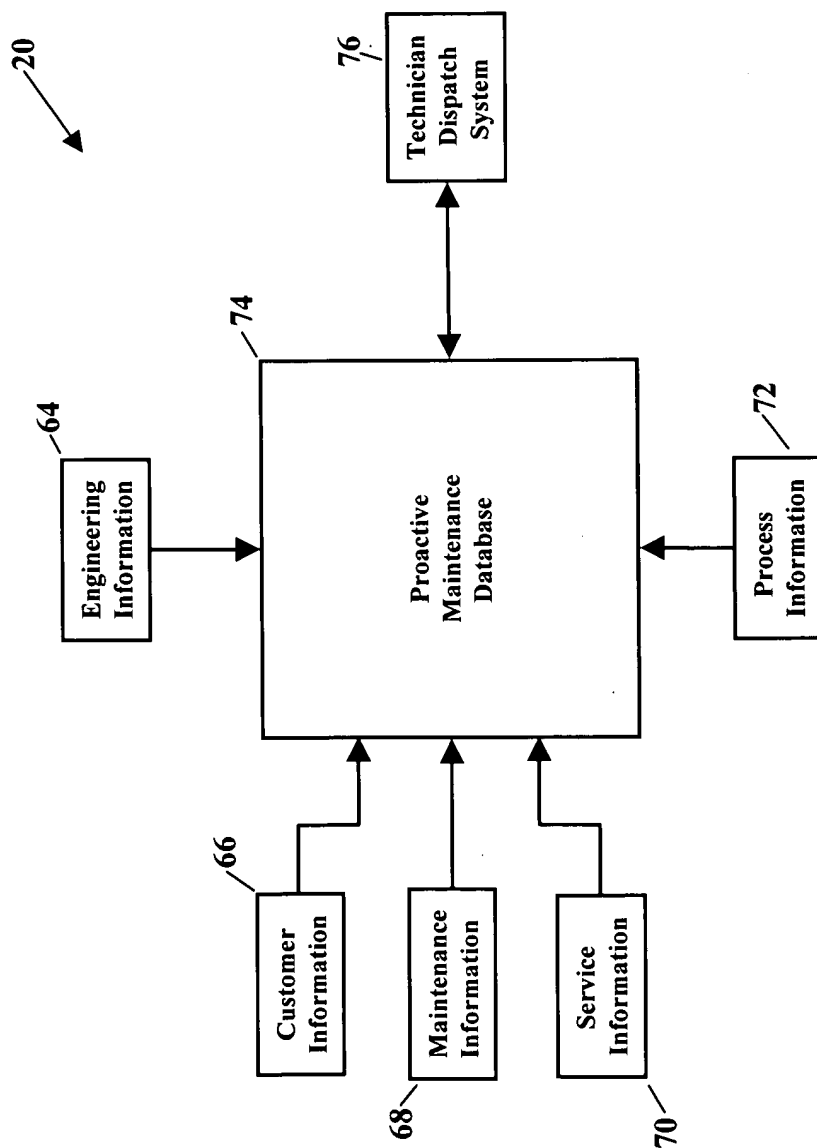 20
64
Engineering
Information
66
Customer
Information
68
Maintenance
Information
70
Service
Information
74
Proactive
Maintenance
Database
76
Technician
Dispatch
System
72
Process
Information